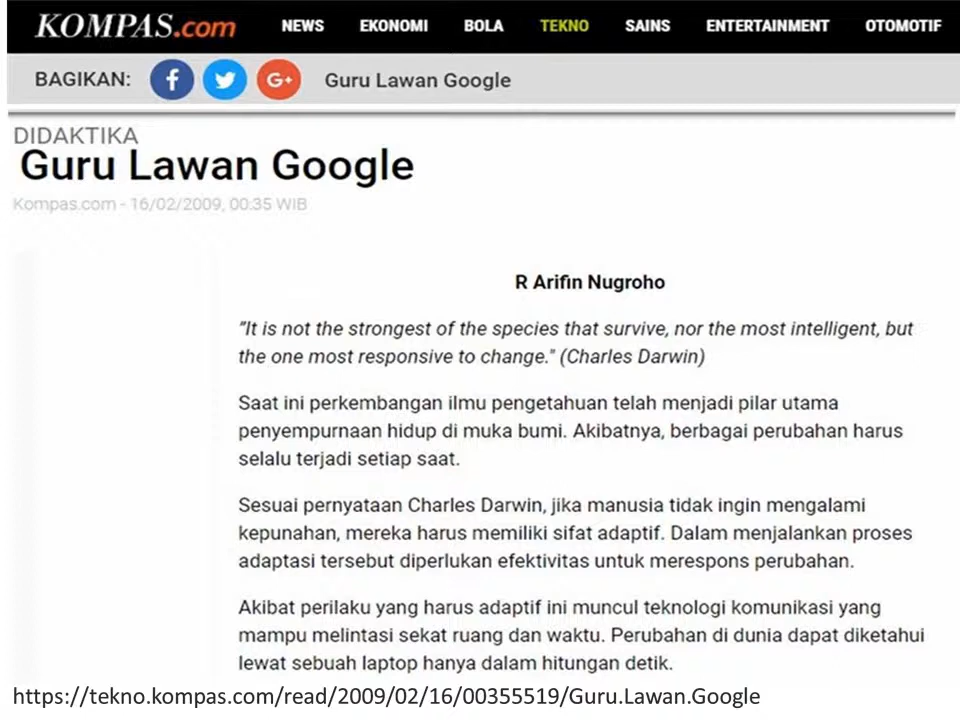 KOMPAS.com NEWS EKONOMI BOLA TEKNO SAINS ENTERTAINMENT OTOMOTIF
BAGIKAN: f G+ Guru Lawan Google
DIDAKTIKA
Guru Lawan Google
Kompas.com - 16/02/2009, 00:35 WIB
R Arifin Nugroho
"It is not the strongest of the species that survive, nor the most intelligent, but
the one most responsive to change." (Charles Darwin)
Saat ini perkembangan ilmu pengetahuan telah menjadi pilar utama
penyempurnaan hidup di muka bumi. Akibatnya, berbagai perubahan harus
selalu terjadi setiap saat.
Sesuai pernyataan Charles Darwin, jika manusia tidak ingin mengalami
kepunahan, mereka harus memiliki sifat adaptif. Dalam menjalankan proses
adaptasi tersebut diperlukan efektivitas untuk merespons perubahan.
Akibat perilaku yang harus adaptif ini muncul teknologi komunikasi yang
mampu melintasi sekat ruang dan waktu. Perubahan di dunia dapat diketahui
lewat sebuah laptop hanya dalam hitungan detik.
https://tekno.kompas.com/read/2009/02/16/00355519/Guru.Lawan.Google